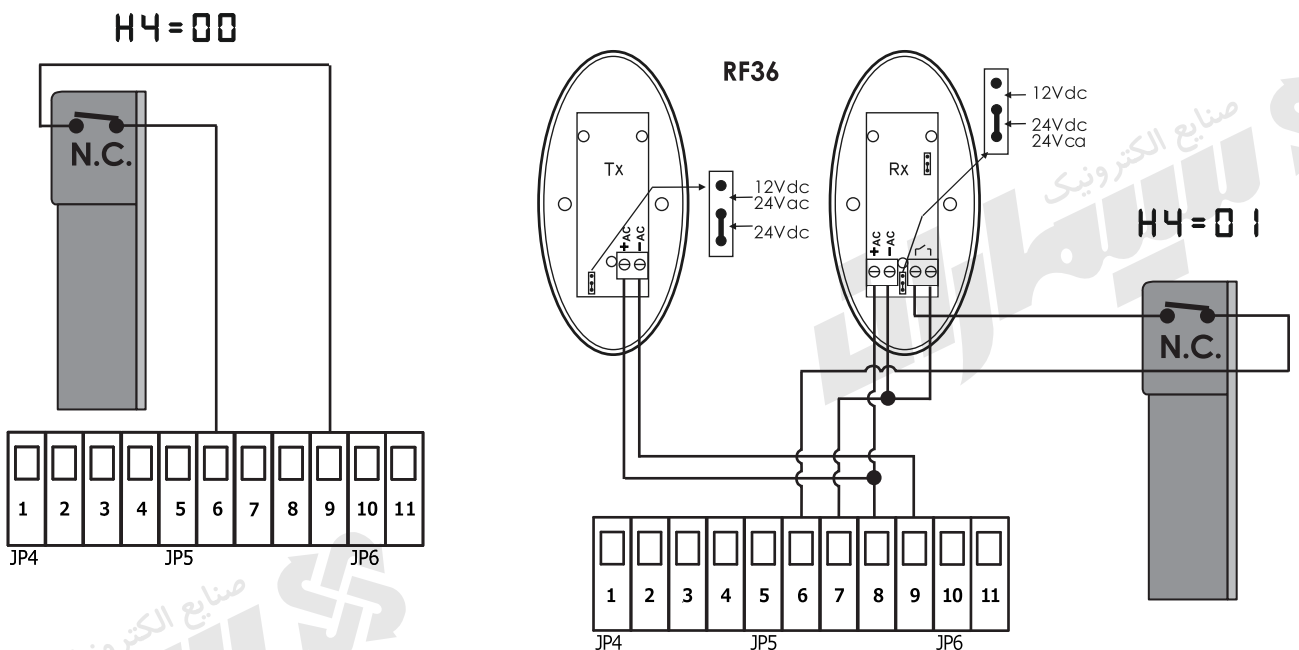 H4=00
N.C.
1 2 3 4 5 6 7 8 9 10 11
JP4 JP5 JP6
RF36
Tx
+AC
−AC
12Vdc
24Vac
24Vdc
Rx
+AC
−AC
12Vdc
24Vdc
24Vca
H4=01
N.C.
1 2 3 4 5 6 7 8 9 10 11
JP4 JP5 JP6
صنایع الکترونیک
سیماران
صنایع الکترونیک